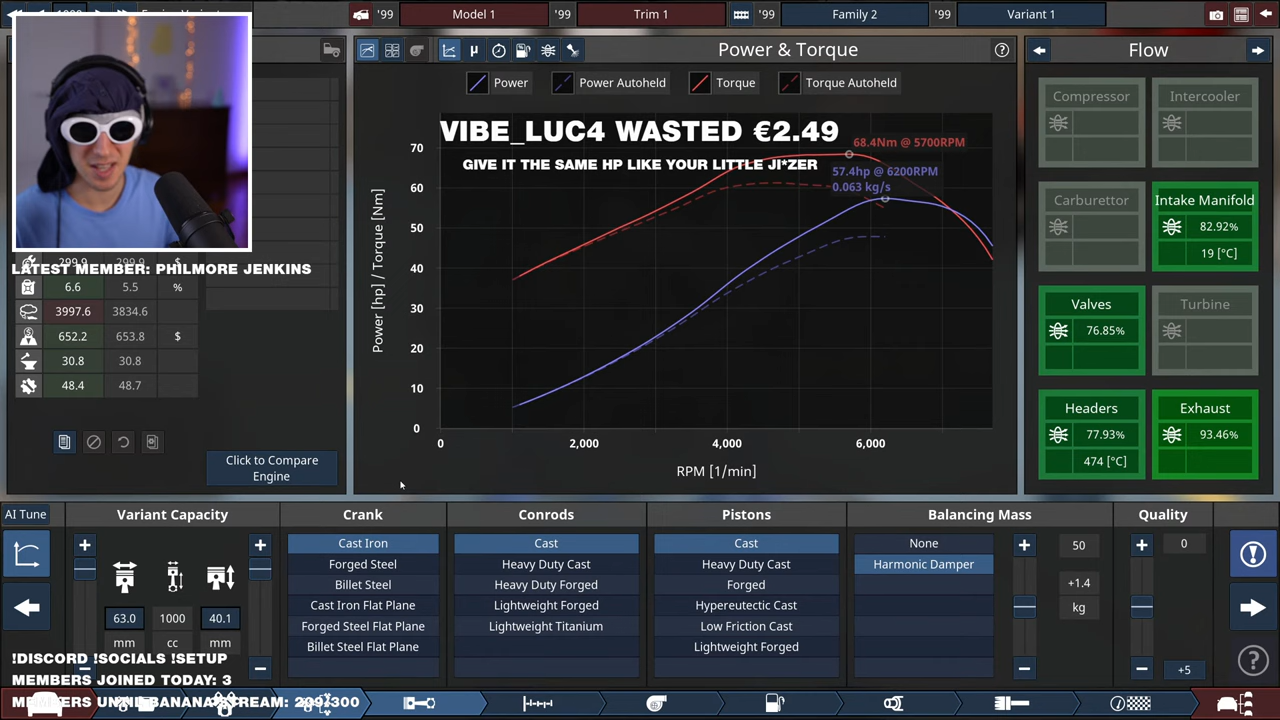 '99 Model 1 '99 Trim 1 '99 Family 2 '99 Variant 1
Power & Torque
Flow
Power Power Autoheld Torque Torque Autoheld
VIBE_LUC4 WASTED €2.49
GIVE IT THE SAME HP LIKE YOUR LITTLE JI*ZER
68.4Nm @ 5700RPM
57.4hp @ 6200RPM
0.063 kg/s
Power [hp] / Torque [Nm]
70
60
50
40
30
20
10
0
0 2,000 4,000 6,000
RPM [1/min]
Compressor Intercooler
Carburettor Intake Manifold
82.92%
19 [°C]
Valves Turbine
76.85%
Headers Exhaust
77.93% 93.46%
474 [°C]
299.9 299.9 $
LATEST MEMBER: PHILMORE JENKINS
6.6 5.5 %
3997.6 3834.6
652.2 653.8 $
30.8 30.8
48.4 48.7
Click to Compare
Engine
AI Tune
Variant Capacity
63.0 1000 40.1
mm cc mm
Crank
Cast Iron
Forged Steel
Billet Steel
Cast Iron Flat Plane
Forged Steel Flat Plane
Billet Steel Flat Plane
Conrods
Cast
Heavy Duty Cast
Heavy Duty Forged
Lightweight Forged
Lightweight Titanium
Pistons
Cast
Heavy Duty Cast
Forged
Hypereutectic Cast
Low Friction Cast
Lightweight Forged
Balancing Mass
None
Harmonic Damper
50
+1.4
kg
Quality
0
+5
!DISCORD !SOCIALS !SETUP
MEMBERS JOINED TODAY: 3